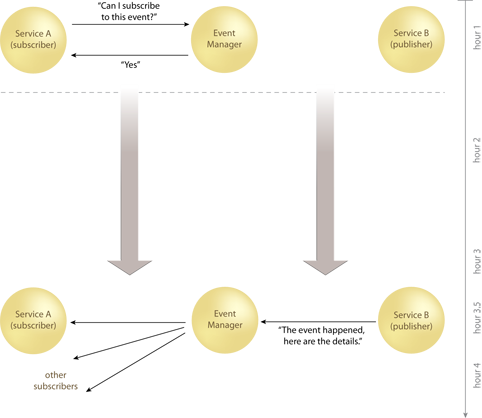 "Can I subscribe
to this event?"
Service A
(subscriber)
Event
Manager
Service B
(publisher)
"Yes"
hour 1
hour 2
hour 3
Service A
(subscriber)
Event
Manager
Service B
(publisher)
"The event happened,
here are the details."
hour 3.5
other
subscribers
hour 4